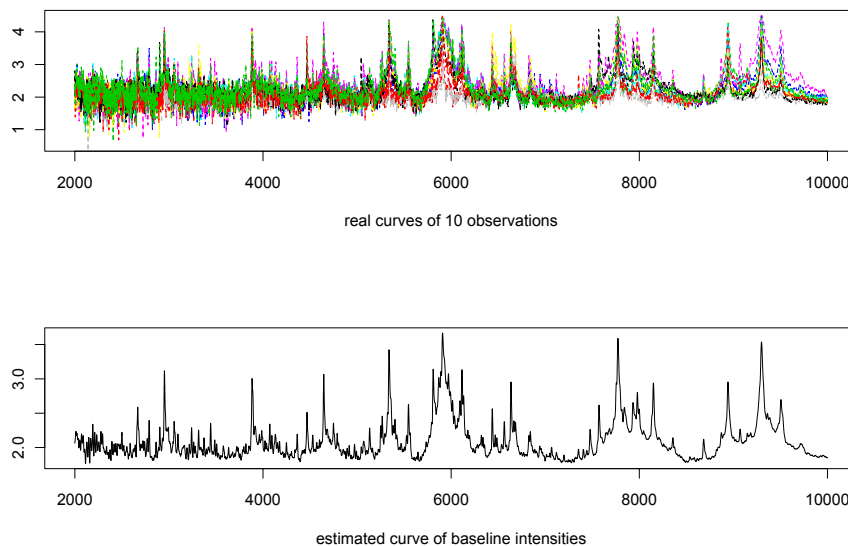 4
3
2
1
2000 4000 6000 8000 10000
real curves of 10 observations
3.0
2.0
2000 4000 6000 8000 10000
estimated curve of baseline intensities